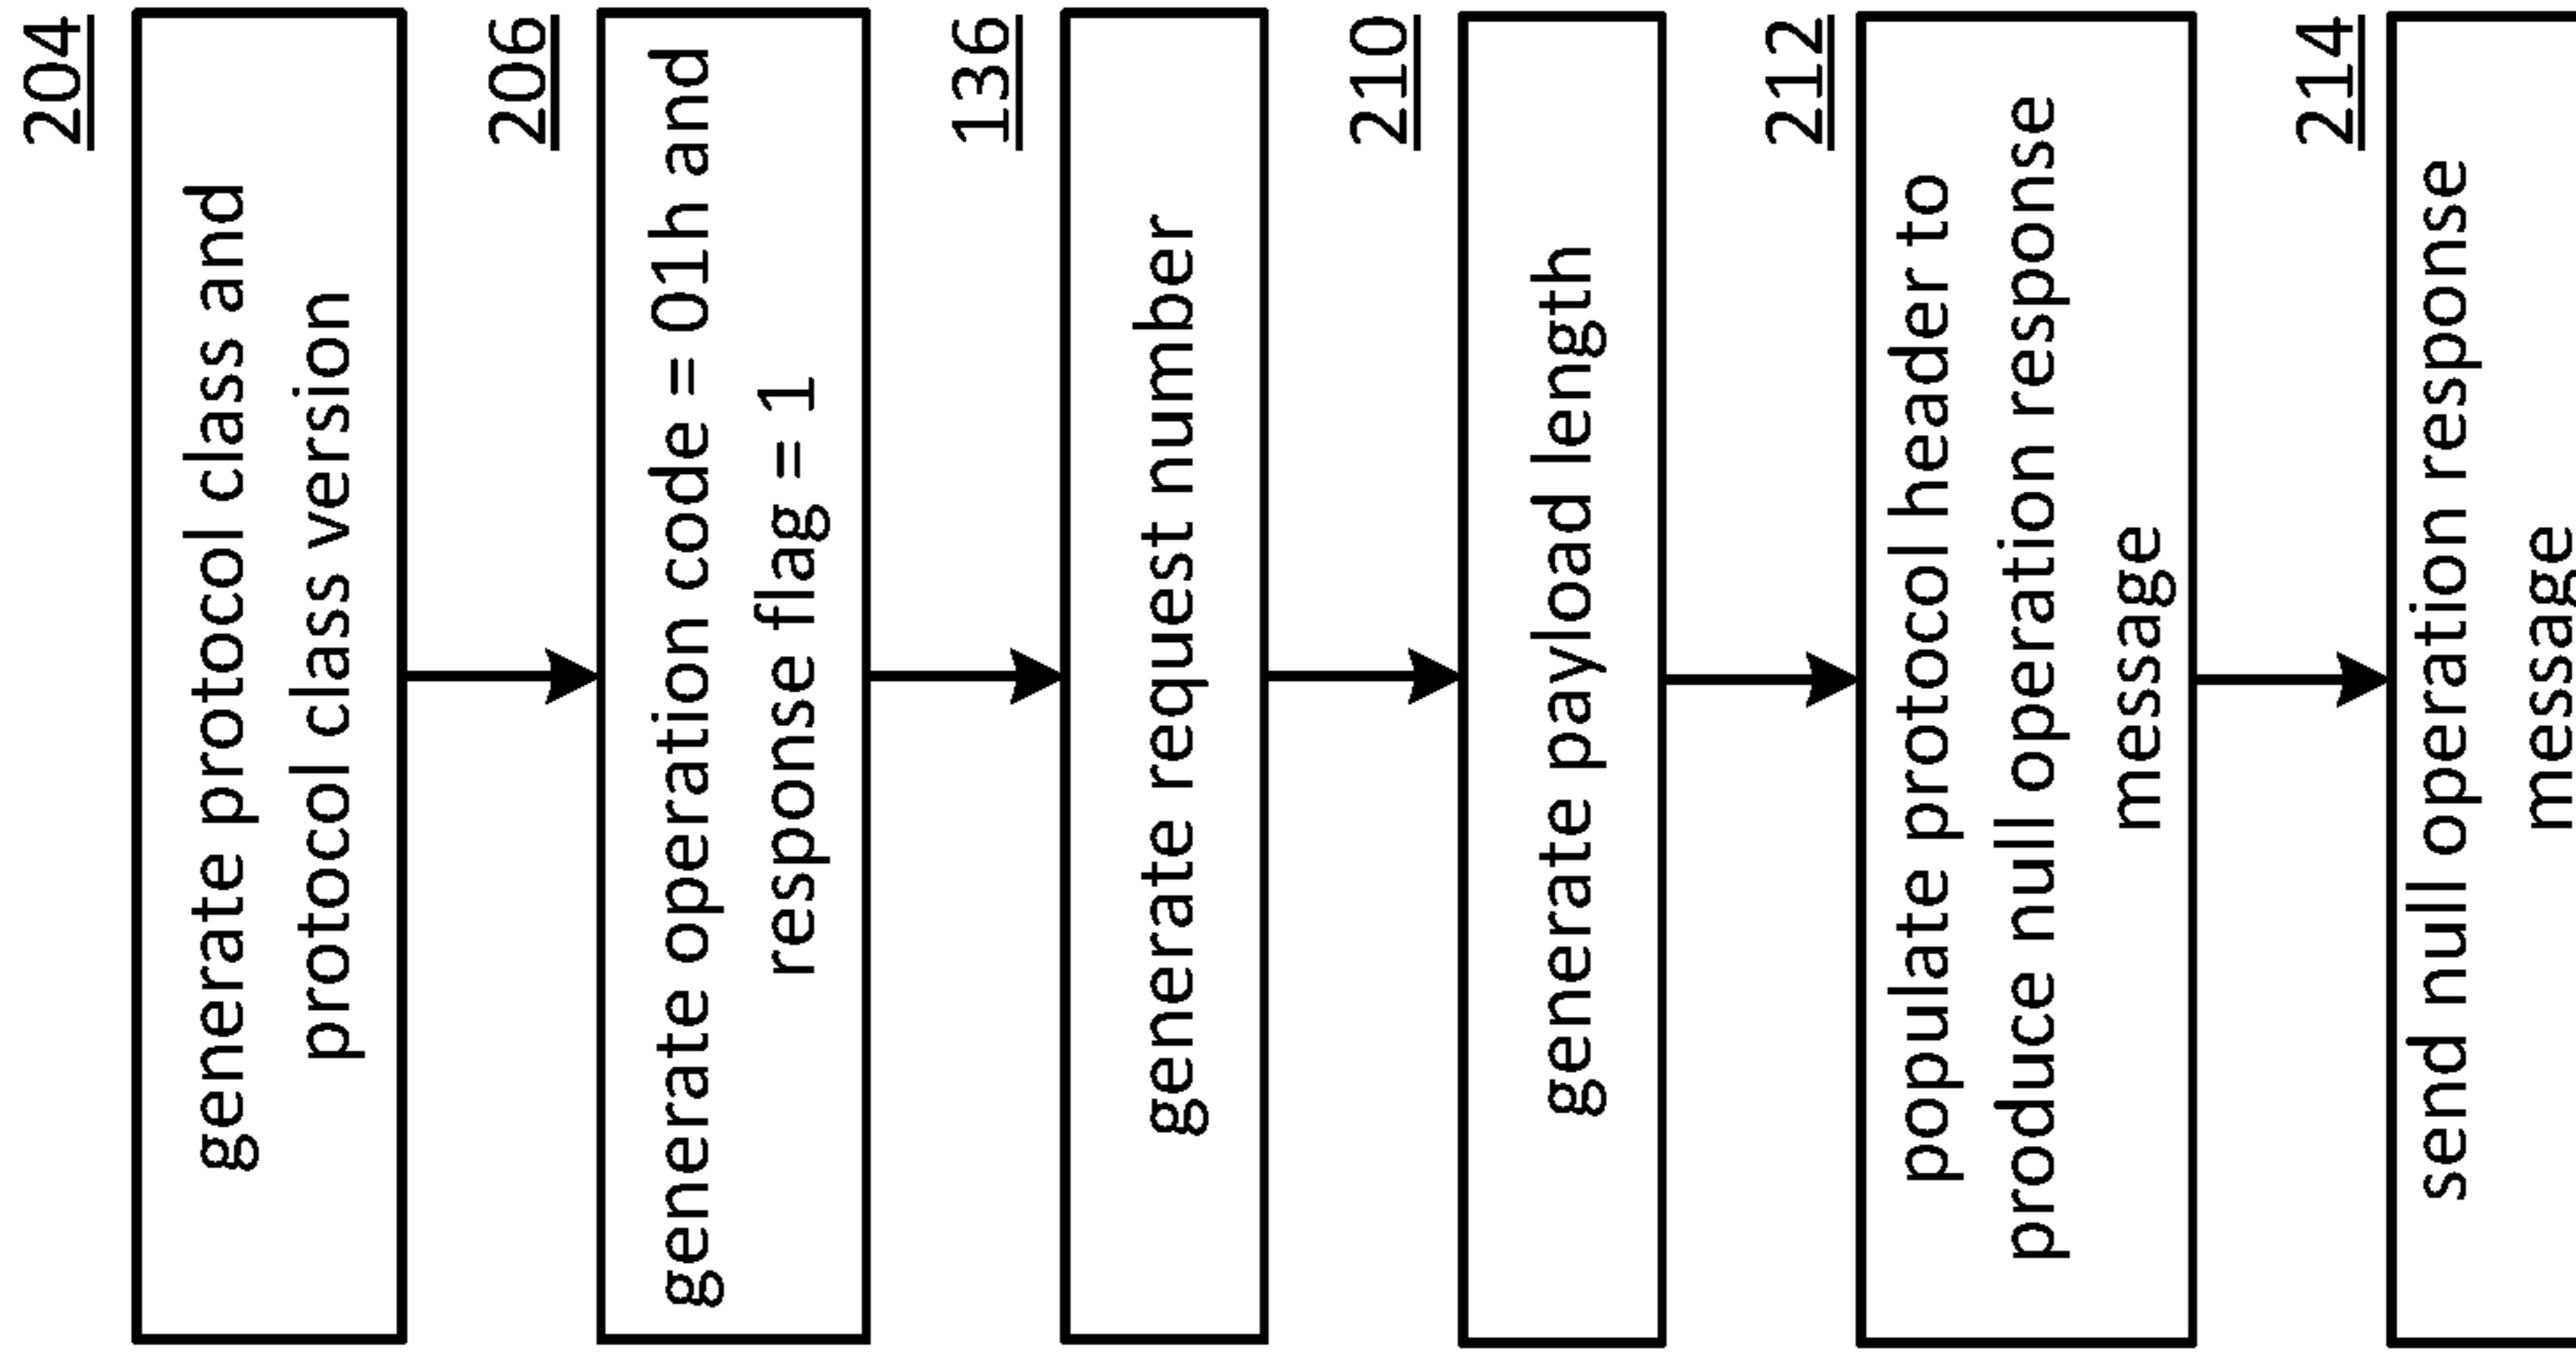 204
generate protocol class and
protocol class version
206
generate operation code = 01h and
response flag = 1
136
generate request number
210
generate payload length
212
populate protocol header to
produce null operation response
message
214
send null operation response
message